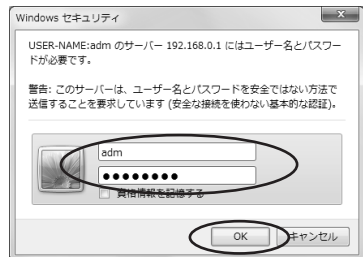 Windows セキュリティ
USER-NAME:adm のサーバー 192.168.0.1 にはユーザー名とパスワー
ドが必要です。
警告: このサーバーは、ユーザー名とパスワードを安全ではない方法で
送信することを要求しています (安全な接続を使わない基本的な認証)。
adm
●●●●●●●●
資格情報を記憶する
OK
キャンセル